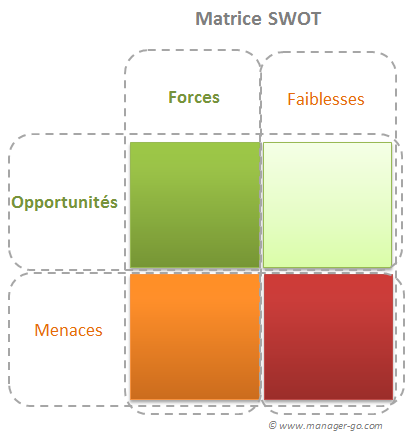 Matrice SWOT
Forces
Faiblesses
Opportunités
Menaces
© www.manager-go.com